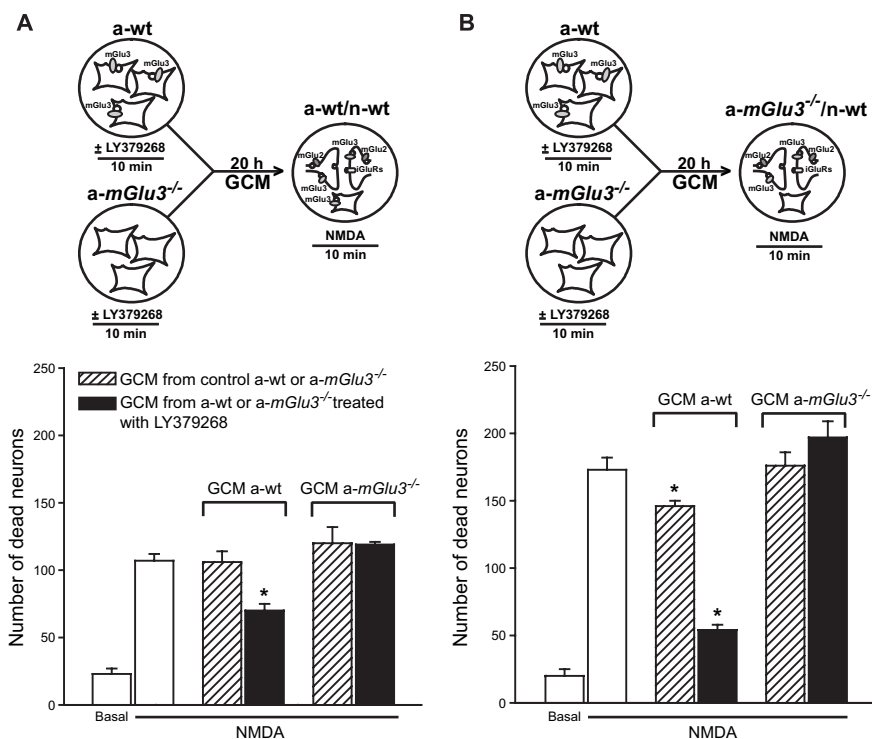 A
a-wt
mGlu3
mGlu3
mGlu3
± LY379268
10 min
a-mGlu3-/-
± LY379268
10 min
20 h
GCM
a-wt/n-wt
mGlu3
mGlu2
mGlu2
iGluRs
mGlu3
mGlu3
NMDA
10 min
B
a-wt
mGlu3
mGlu3
mGlu3
± LY379268
10 min
a-mGlu3-/-
± LY379268
10 min
20 h
GCM
a-mGlu3-/-/n-wt
mGlu3
mGlu2
mGlu2
iGluRs
mGlu3
NMDA
10 min
Number of dead neurons
250
200
150
100
50
0
GCM from control a-wt or a-mGlu3-/-
GCM from a-wt or a-mGlu3-/- treated
with LY379268
GCM a-wt
GCM a-mGlu3-/-
*
Basal
NMDA
Number of dead neurons
250
200
150
100
50
0
GCM a-wt
GCM a-mGlu3-/-
*
*
Basal
NMDA